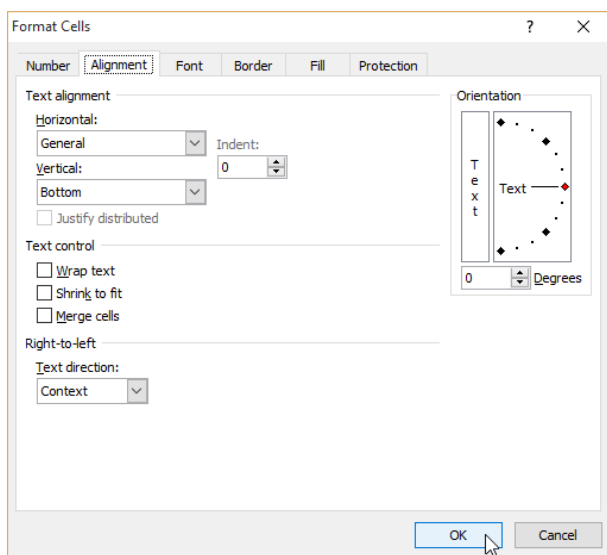 Format Cells ? ×
Number Alignment Font Border Fill Protection
Text alignment
Horizontal:
General
Indent:
0
Vertical:
Bottom
Justify distributed
Text control
Wrap text
Shrink to fit
Merge cells
Right-to-left
Text direction:
Context
Orientation
Text
Text
0 Degrees
OK Cancel